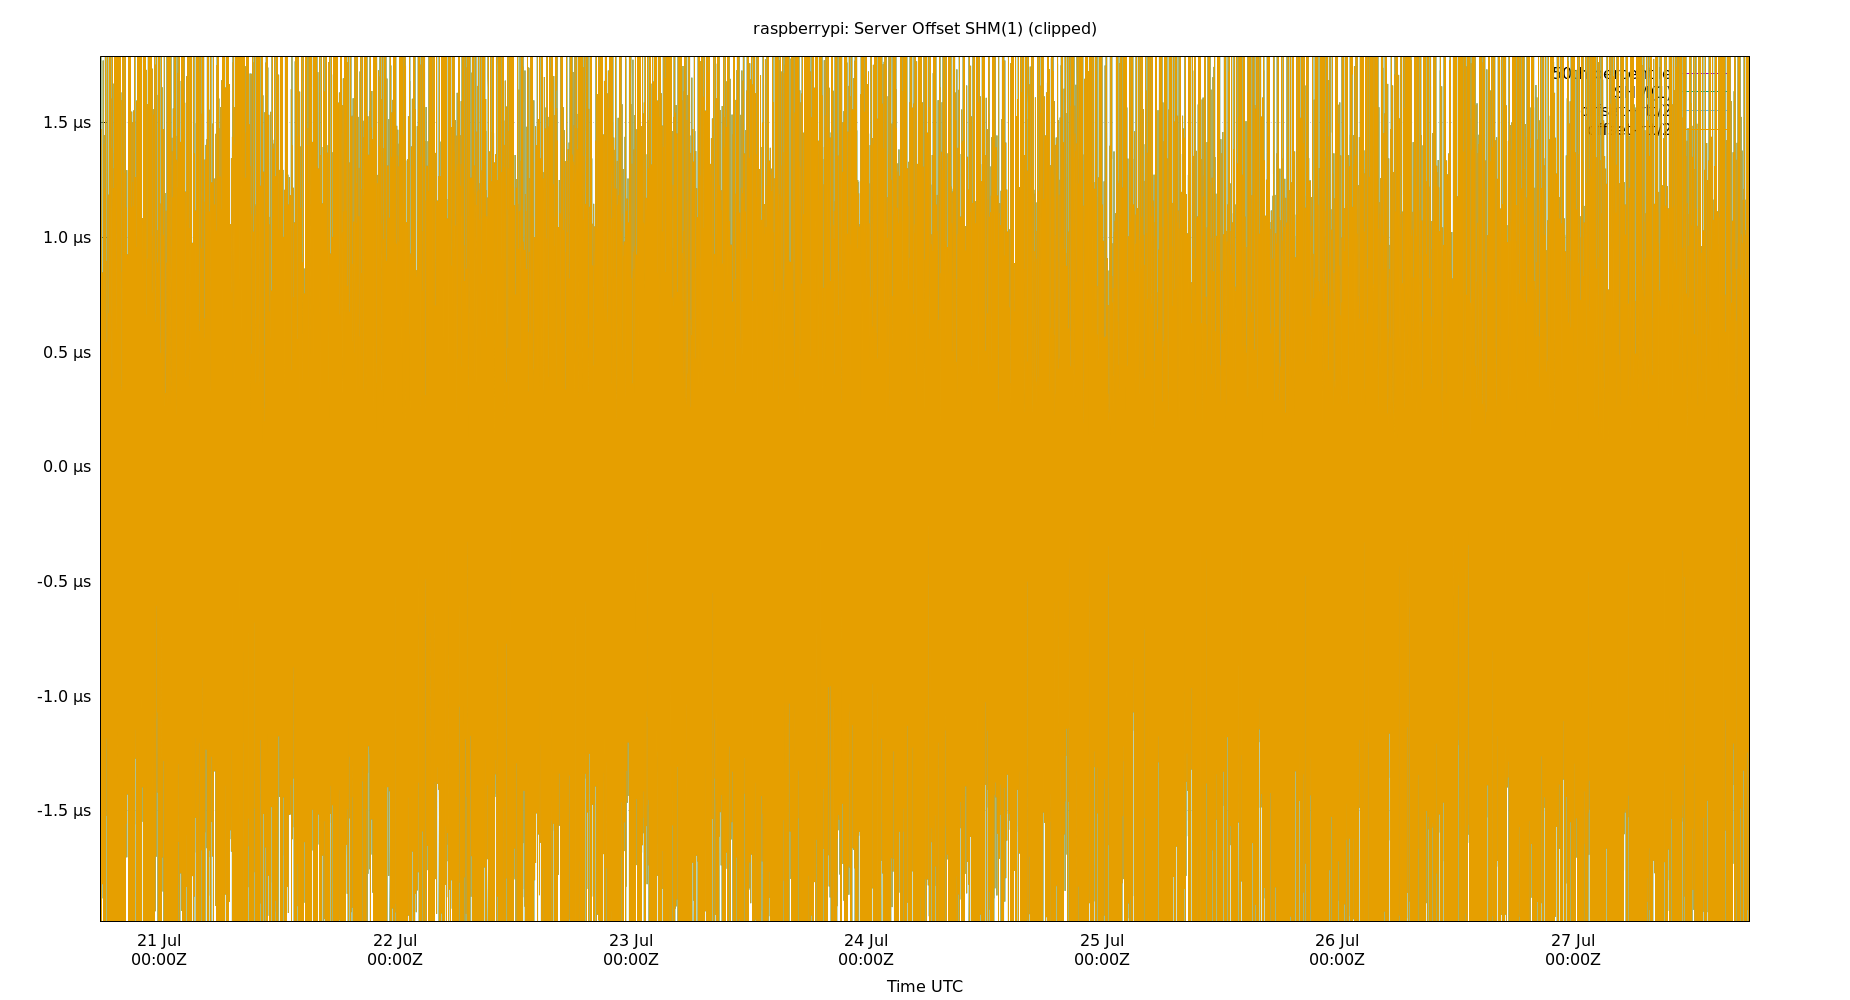 raspberrypi: Server Offset SHM(1) (clipped)
1.5 µs
1.0 µs
0.5 µs
0.0 µs
-0.5 µs
-1.0 µs
-1.5 µs
21 Jul 22 Jul 23 Jul 24 Jul 25 Jul 26 Jul 27 Jul
00:00Z 00:00Z 00:00Z 00:00Z 00:00Z 00:00Z 00:00Z
Time UTC